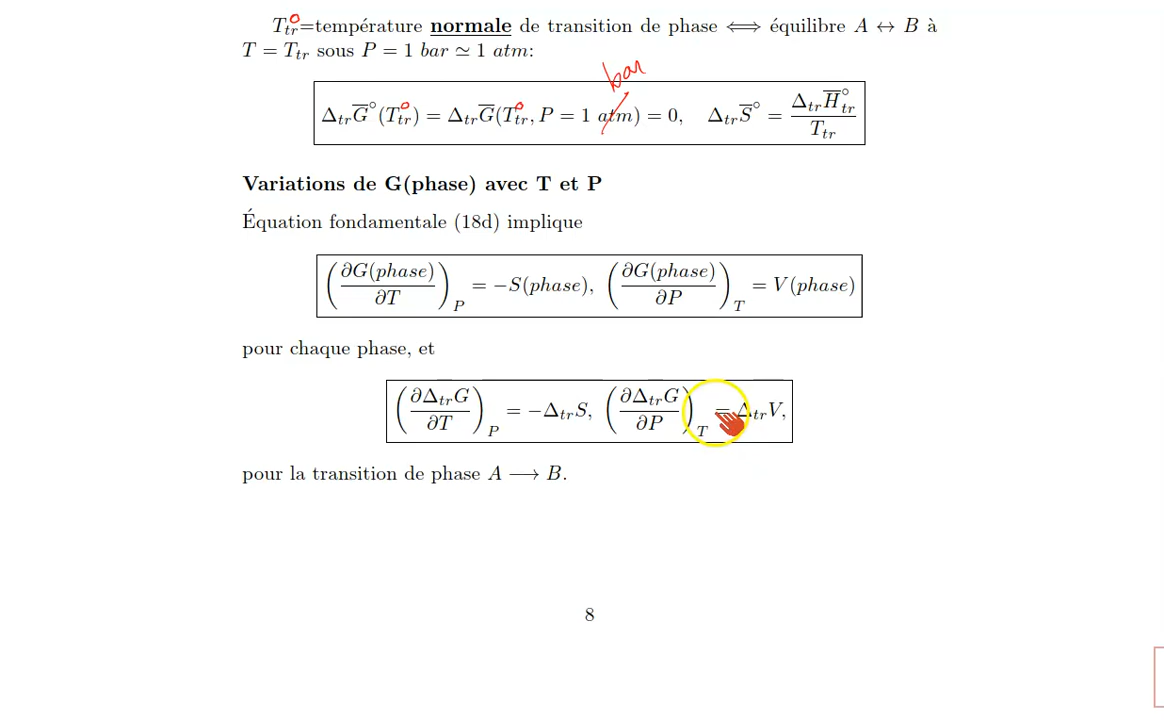 T°tr=température normale de transition de phase ⟺ équilibre A ↔ B à
T = Ttr sous P = 1 bar ≃ 1 atm:
bar
ΔtrG̅°(T°tr) = ΔtrG̅(T°tr, P = 1 atm) = 0, ΔtrS̅° = ΔtrH̅°tr / Ttr
Variations de G(phase) avec T et P
Équation fondamentale (18d) implique
(∂G(phase)/∂T)P = −S(phase), (∂G(phase)/∂P)T = V(phase)
pour chaque phase, et
(∂ΔtrG/∂T)P = −ΔtrS, (∂ΔtrG/∂P)T = ΔtrV,
pour la transition de phase A ⟶ B.
8